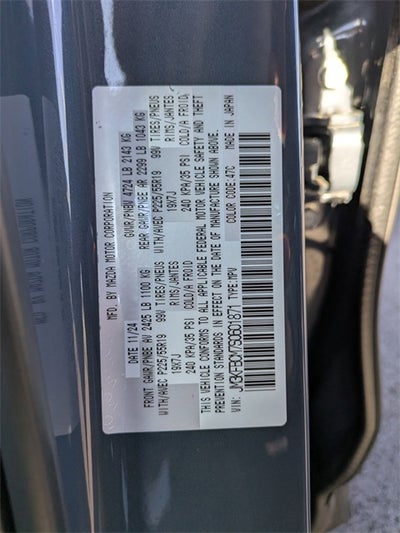 MFD. BY MAZDA MOTOR CORPORATION
DATE 11/24 GVWR/PNBV 4724 LB 2143 KG
FRONT GAWR/PNBE AV 2425 LB 1100 KG REAR GAWR/PNBE AR 2299 LB 1043 KG
WITH/AVEC P225/55R19 99V TIRES/PNEUS WITH/AVEC P225/55R19 99V TIRES/PNEUS
19X7J RIMS/JANTES 19X7J RIMS/JANTES
240 KPA/35 PSI COLD/A FROID 240 KPA/35 PSI COLD/A FROID
THIS VEHICLE CONFORMS TO ALL APPLICABLE FEDERAL MOTOR VEHICLE SAFETY AND THEFT
PREVENTION STANDARDS IN EFFECT ON THE DATE OF MANUFACTURE SHOWN ABOVE.
VIN: TYPE:MPV COLOR CODE:47C MADE IN JAPAN